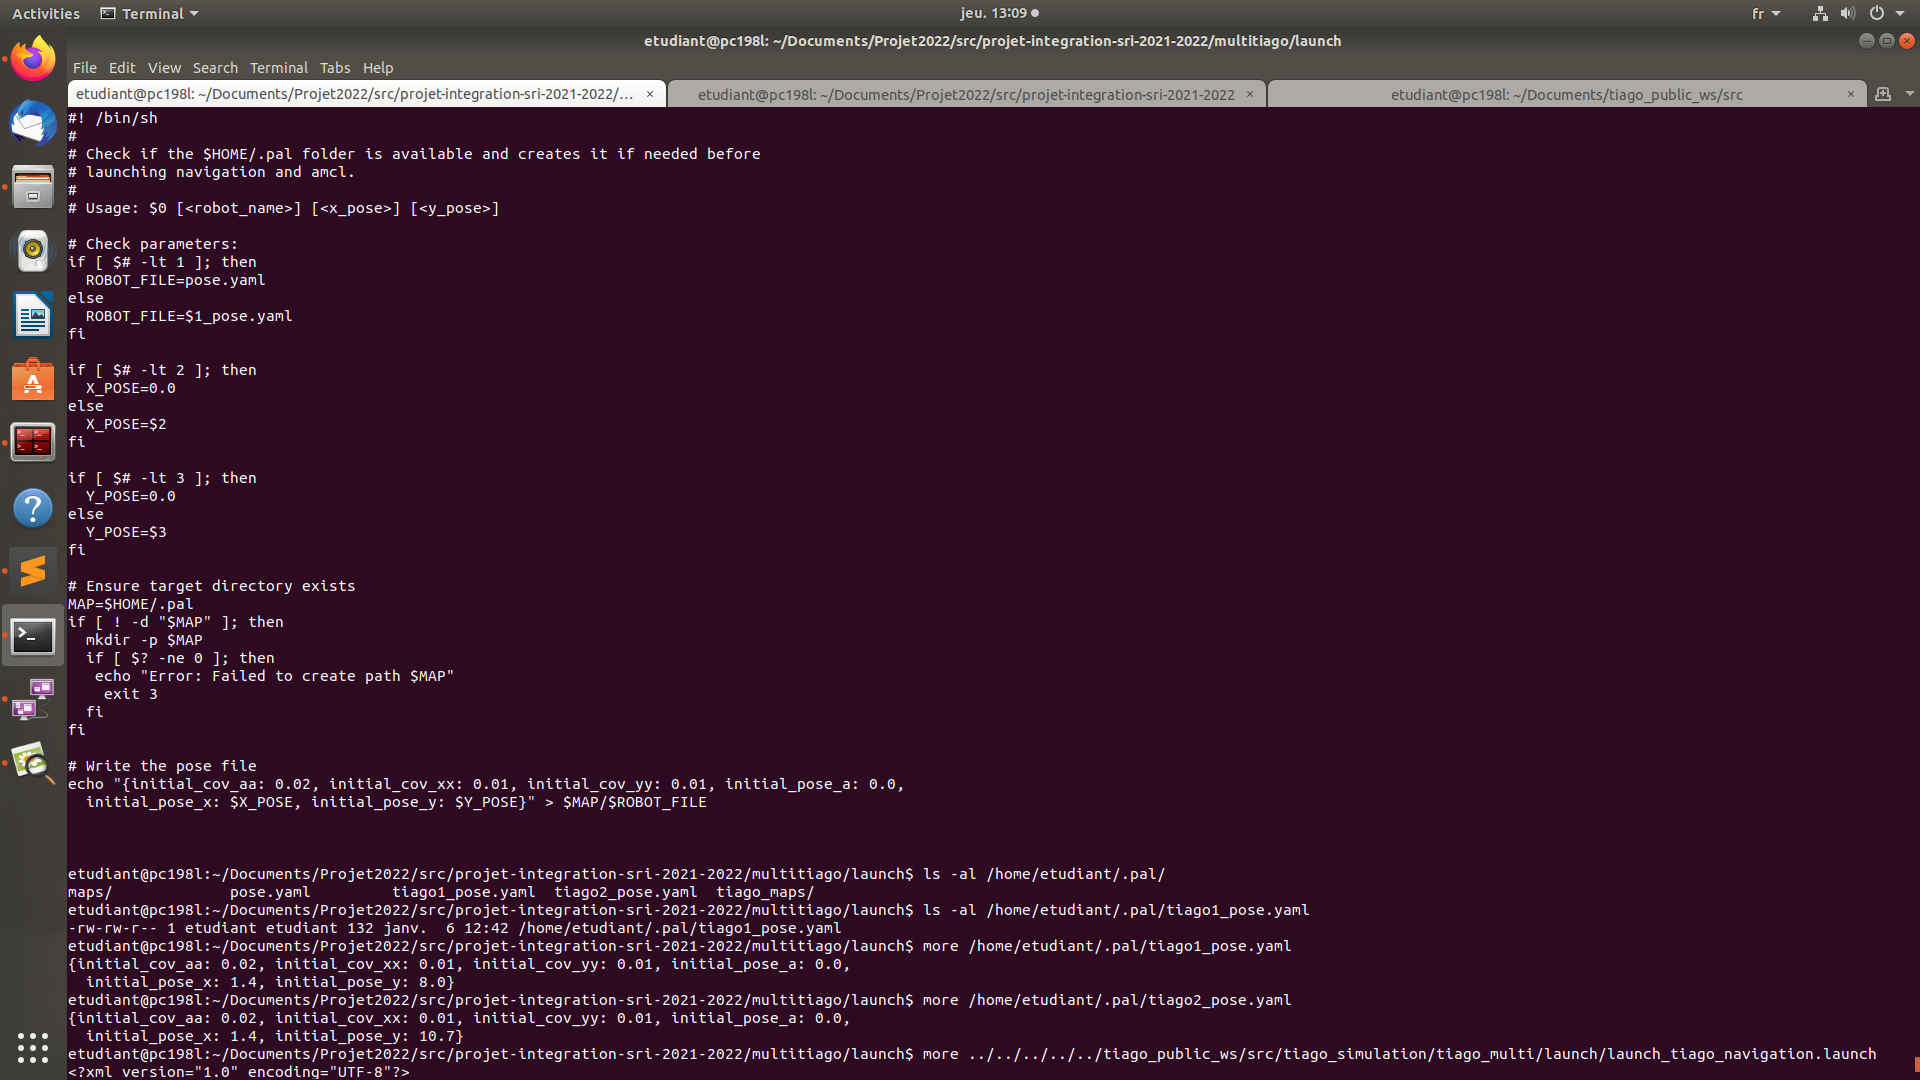 Activities Terminal jeu. 13:09 fr
etudiant@pc198l: ~/Documents/Projet2022/src/projet-integration-sri-2021-2022/multitiago/launch
File Edit View Search Terminal Tabs Help
etudiant@pc198l: ~/Documents/Projet2022/src/projet-integration-sri-2021-2022/... × etudiant@pc198l: ~/Documents/Projet2022/src/projet-integration-sri-2021-2022 × etudiant@pc198l: ~/Documents/tiago_public_ws/src ×
#! /bin/sh
#
# Check if the $HOME/.pal folder is available and creates it if needed before
# launching navigation and amcl.
#
# Usage: $0 [<robot_name>] [<x_pose>] [<y_pose>]
# Check parameters:
if [ $# -lt 1 ]; then
  ROBOT_FILE=pose.yaml
else
  ROBOT_FILE=$1_pose.yaml
fi
if [ $# -lt 2 ]; then
  X_POSE=0.0
else
  X_POSE=$2
fi
if [ $# -lt 3 ]; then
  Y_POSE=0.0
else
  Y_POSE=$3
fi
# Ensure target directory exists
MAP=$HOME/.pal
if [ ! -d "$MAP" ]; then
  mkdir -p $MAP
  if [ $? -ne 0 ]; then
   echo "Error: Failed to create path $MAP"
    exit 3
  fi
fi
# Write the pose file
echo "{initial_cov_aa: 0.02, initial_cov_xx: 0.01, initial_cov_yy: 0.01, initial_pose_a: 0.0,
  initial_pose_x: $X_POSE, initial_pose_y: $Y_POSE}" > $MAP/$ROBOT_FILE
etudiant@pc198l:~/Documents/Projet2022/src/projet-integration-sri-2021-2022/multitiago/launch$ ls -al /home/etudiant/.pal/
maps/             pose.yaml         tiago1_pose.yaml  tiago2_pose.yaml  tiago_maps/
etudiant@pc198l:~/Documents/Projet2022/src/projet-integration-sri-2021-2022/multitiago/launch$ ls -al /home/etudiant/.pal/tiago1_pose.yaml
-rw-rw-r-- 1 etudiant etudiant 132 janv.  6 12:42 /home/etudiant/.pal/tiago1_pose.yaml
etudiant@pc198l:~/Documents/Projet2022/src/projet-integration-sri-2021-2022/multitiago/launch$ more /home/etudiant/.pal/tiago1_pose.yaml
{initial_cov_aa: 0.02, initial_cov_xx: 0.01, initial_cov_yy: 0.01, initial_pose_a: 0.0,
  initial_pose_x: 1.4, initial_pose_y: 8.0}
etudiant@pc198l:~/Documents/Projet2022/src/projet-integration-sri-2021-2022/multitiago/launch$ more /home/etudiant/.pal/tiago2_pose.yaml
{initial_cov_aa: 0.02, initial_cov_xx: 0.01, initial_cov_yy: 0.01, initial_pose_a: 0.0,
  initial_pose_x: 1.4, initial_pose_y: 10.7}
etudiant@pc198l:~/Documents/Projet2022/src/projet-integration-sri-2021-2022/multitiago/launch$ more ../../../../../tiago_public_ws/src/tiago_simulation/tiago_multi/launch/launch_tiago_navigation.launch
<?xml version="1.0" encoding="UTF-8"?>